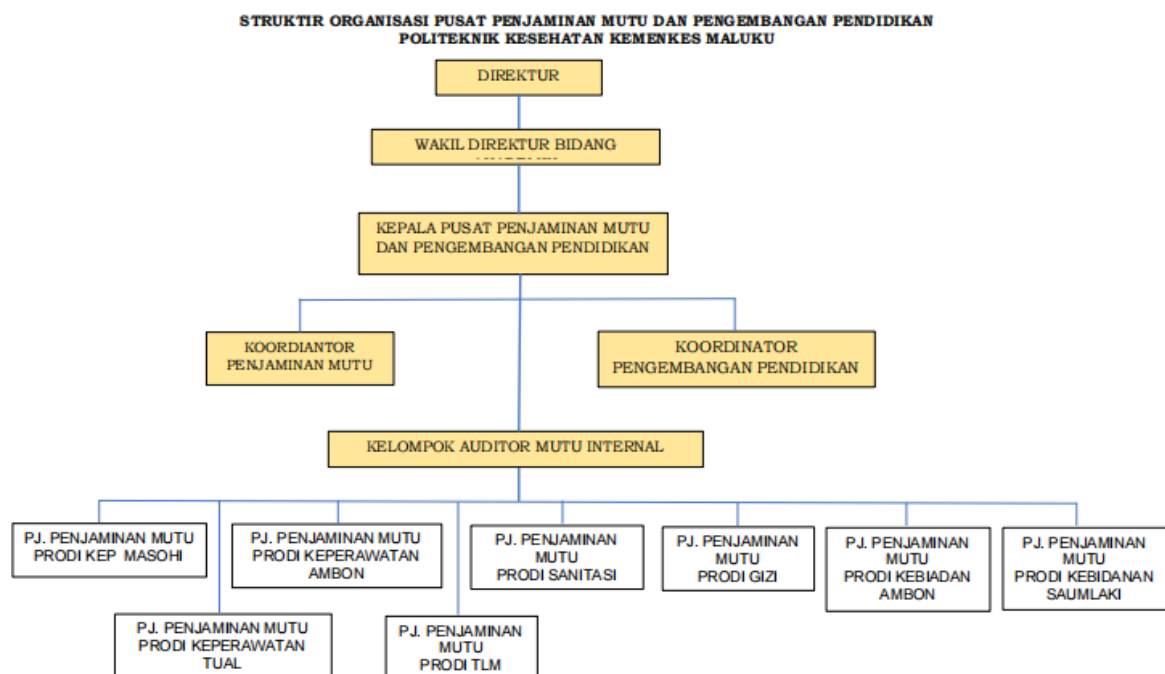 STRUKTIR ORGANISASI PUSAT PENJAMINAN MUTU DAN PENGEMBANGAN PENDIDIKAN
POLITEKNIK KESEHATAN KEMENKES MALUKU
DIREKTUR
WAKIL DIREKTUR BIDANG
KEPALA PUSAT PENJAMINAN MUTU
DAN PENGEMBANGAN PENDIDIKAN
KOORDIANTOR
PENJAMINAN MUTU
KOORDINATOR
PENGEMBANGAN PENDIDIKAN
KELOMPOK AUDITOR MUTU INTERNAL
PJ. PENJAMINAN MUTU
PRODI KEP MASOHI
PJ. PENJAMINAN MUTU
PRODI KEPERAWATAN
AMBON
PJ. PENJAMINAN
MUTU
PRODI SANITASI
PJ. PENJAMINAN
MUTU
PRODI GIZI
PJ. PENJAMINAN
MUTU
PRODI KEBIADAN
AMBON
PJ. PENJAMINAN
MUTU
PRODI KEBIDANAN
SAUMLAKI
PJ. PENJAMINAN MUTU
PRODI KEPERAWATAN
TUAL
PJ. PENJAMINAN
MUTU
PRODI TLM